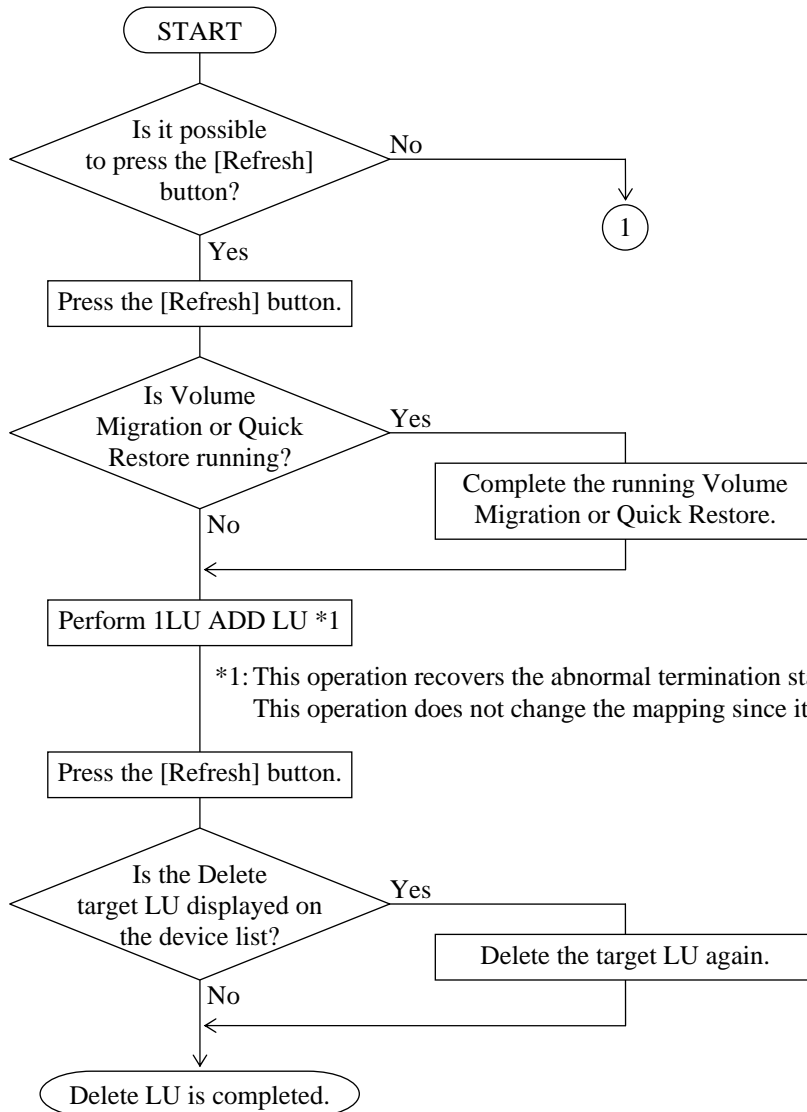 START
Is it possible
to press the [Refresh]
button?
No
1
Yes
Press the [Refresh] button.
Is Volume
Migration or Quick
Restore running?
Yes
Complete the running Volume
Migration or Quick Restore.
No
Perform 1LU ADD LU *1
*1: This operation recovers the abnormal termination
This operation does not change the mapping since it
Press the [Refresh] button.
Is the Delete
target LU displayed on
the device list?
Yes
Delete the target LU again.
No
Delete LU is completed.